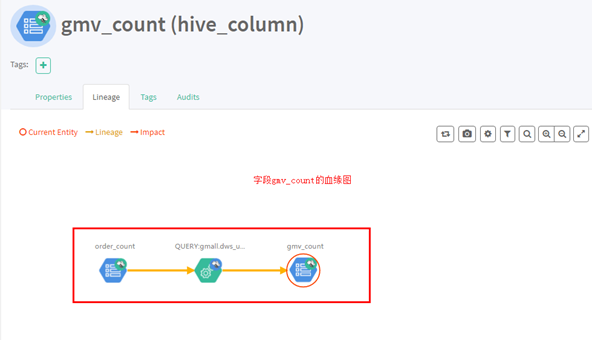 gmv_count (hive_column)
Tags:
Properties Lineage Tags Audits
Current Entity Lineage Impact
字段gmv_count的血缘图
order_count QUERY:gmall.dws_u... gmv_count